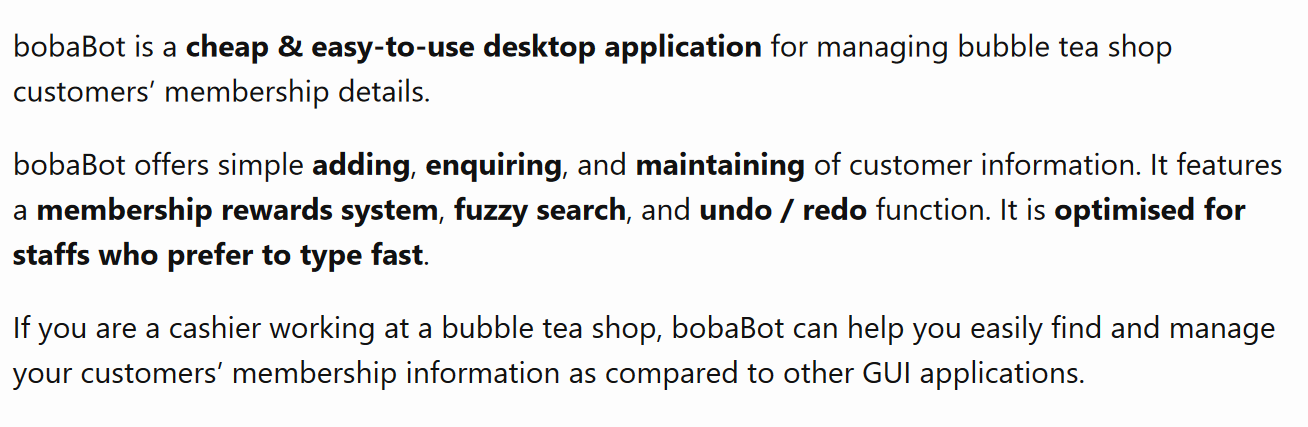 bobaBot is a cheap & easy-to-use desktop application for managing bubble tea shop
customers’ membership details.
bobaBot offers simple adding, enquiring, and maintaining of customer information. It features
a membership rewards system, fuzzy search, and undo / redo function. It is optimised for
staffs who prefer to type fast.
If you are a cashier working at a bubble tea shop, bobaBot can help you easily find and manage
your customers’ membership information as compared to other GUI applications.